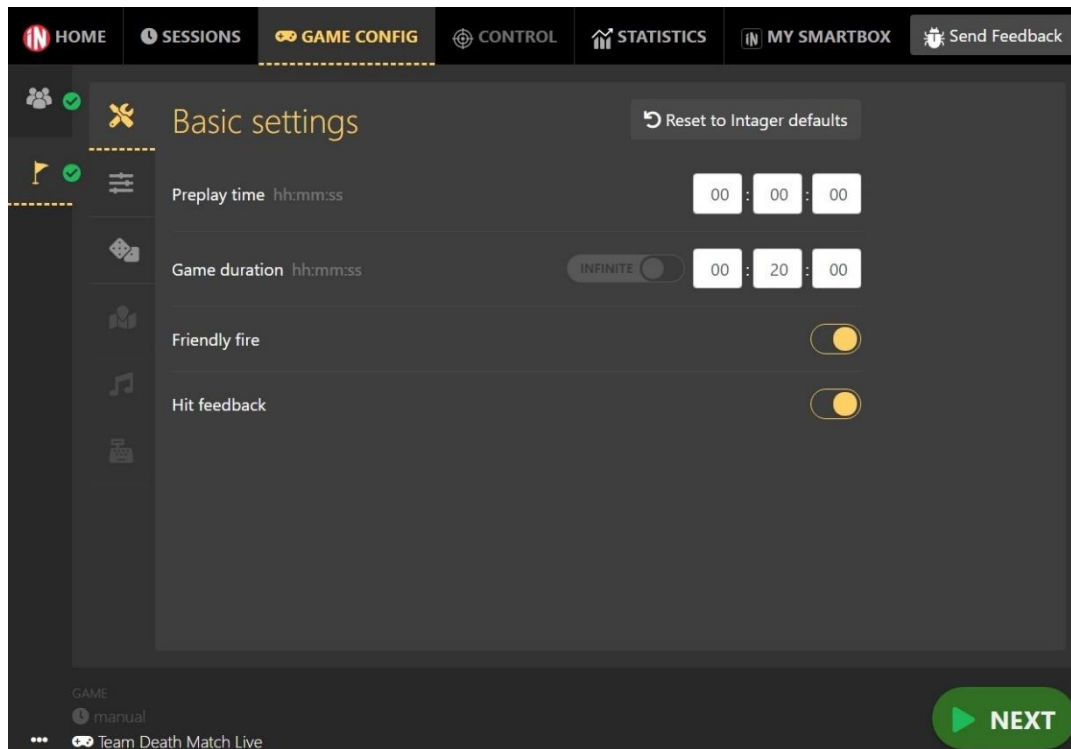 iN HOME SESSIONS GAME CONFIG CONTROL STATISTICS iN MY SMARTBOX Send Feedback
Basic settings
Reset to Intager defaults
Preplay time hh:mm:ss 00 : 00 : 00
Game duration hh:mm:ss INFINITE 00 : 20 : 00
Friendly fire
Hit feedback
GAME
manual
Team Death Match Live
NEXT